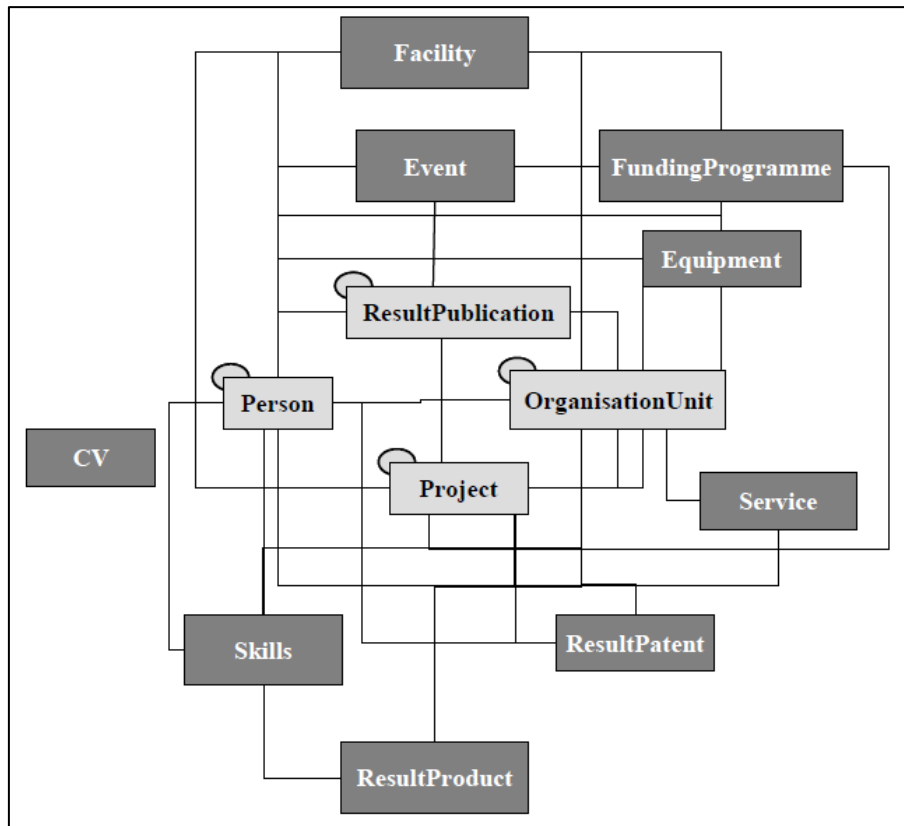 Facility
Event
FundingProgramme
Equipment
ResultPublication
OrganisationUnit
Person
CV
Project
Service
Skills
ResultPatent
ResultProduct